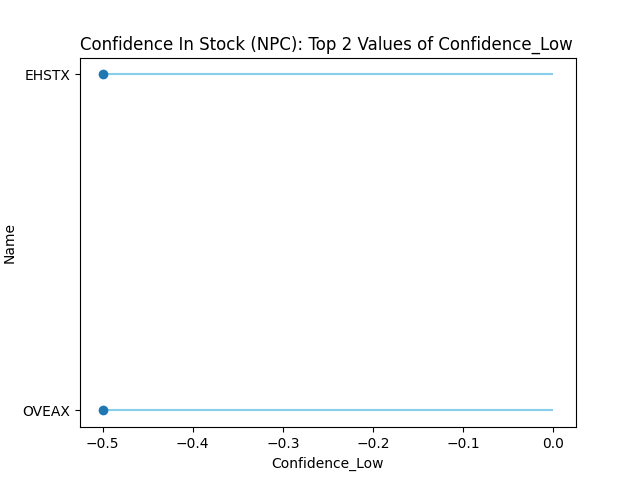 Confidence In Stock (NPC): Top 2 Values of Confidence_Low
EHSTX
Name
OVEAX
−0.5 −0.4 −0.3 −0.2 −0.1 0.0
Confidence_Low